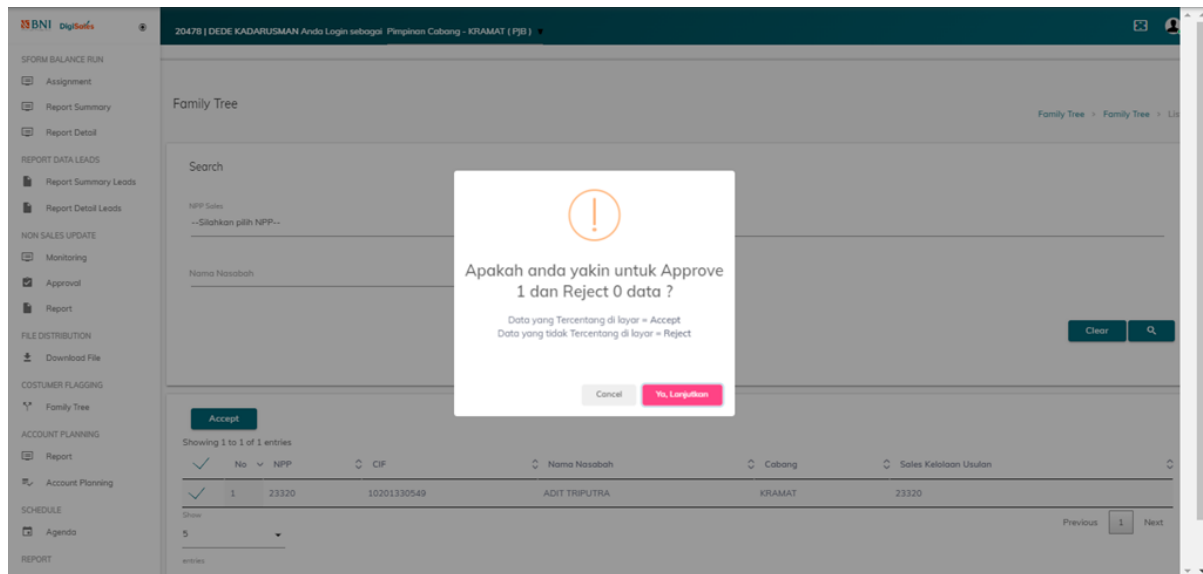 BNI DigiSales
20478 | DEDE KADARUSMAN Anda Login sebagai Pimpinan Cabang - KRAMAT ( PJB )
SFORM BALANCE RUN
Assignment
Report Summary
Report Detail
REPORT DATA LEADS
Report Summary Leads
Report Detail Leads
NON SALES UPDATE
Monitoring
Approval
Report
FILE DISTRIBUTION
Download File
COSTUMER FLAGGING
Family Tree
ACCOUNT PLANNING
Report
Account Planning
SCHEDULE
Agenda
REPORT
Family Tree
Family Tree > Family Tree > Lis
Search
NPP Sales
--Silahkan pilih NPP--
Nama Nasabah
Clear
Apakah anda yakin untuk Approve
1 dan Reject 0 data ?
Data yang Tercentang di layar = Accept
Data yang tidak Tercentang di layar = Reject
Cancel Ya, Lanjutkan
Accept
Showing 1 to 1 of 1 entries
No NPP CIF Nama Nasabah Cabang Sales Kelolaan Usulan
1 23320 10201330549 ADIT TRIPUTRA KRAMAT 23320
Show
5
entries
Previous 1 Next